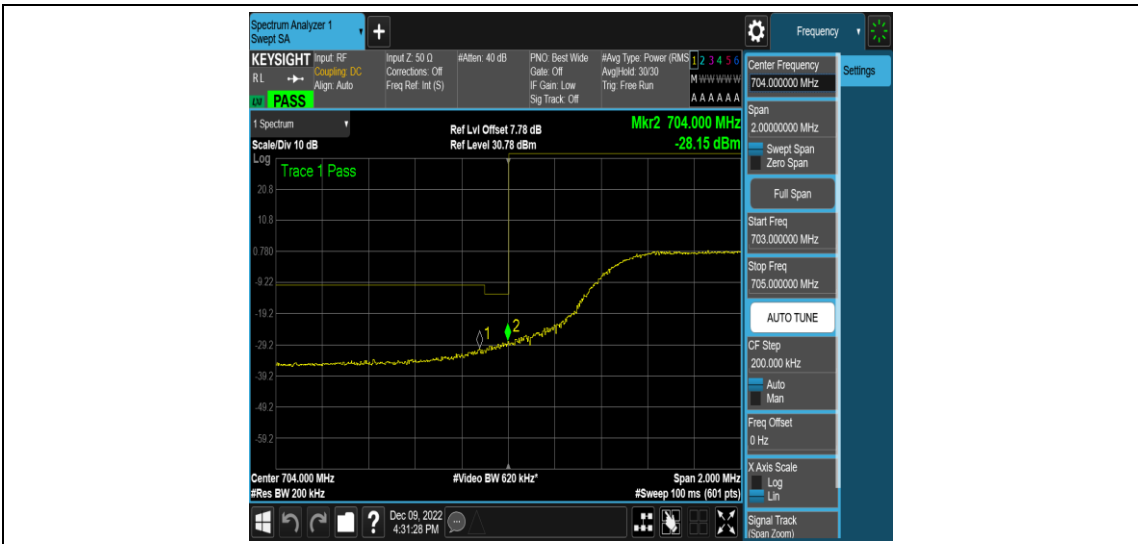 Spectrum Analyzer 1
Swept SA
+
Frequency
KEYSIGHT
RL
PASS
Input: RF
Coupling: DC
Align: Auto
Input Z: 50 Ω
Corrections: Off
Freq Ref: Int (S)
#Atten: 40 dB
PNO: Best Wide
Gate: Off
IF Gain: Low
Sig Track: Off
#Avg Type: Power (RMS
Avg|Hold: 30/30
Trig: Free Run
1 2 3 4 5 6
M W W W W W
A A A A A A
1 Spectrum
Scale/Div 10 dB
Ref Lvl Offset 7.78 dB
Ref Level 30.78 dBm
Mkr2 704.000 MHz
-28.15 dBm
Log
Trace 1 Pass
20.8
10.8
0.780
-9.22
-19.2
-29.2
-39.2
-49.2
-59.2
1
2
Center 704.000 MHz
#Res BW 200 kHz
#Video BW 620 kHz*
Span 2.000 MHz
#Sweep 100 ms (601 pts)
?
Dec 09, 2022
4:31:28 PM
Center Frequency
704.000000 MHz
Settings
Span
2.00000000 MHz
Swept Span
Zero Span
Full Span
Start Freq
703.000000 MHz
Stop Freq
705.000000 MHz
AUTO TUNE
CF Step
200.000 kHz
Auto
Man
Freq Offset
0 Hz
X Axis Scale
Log
Lin
Signal Track
(Span Zoom)